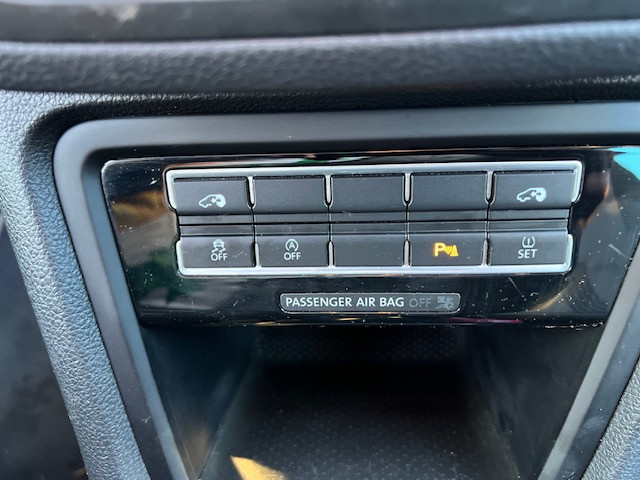 OFF
A
OFF
P
SET
PASSENGER AIR BAG OFF